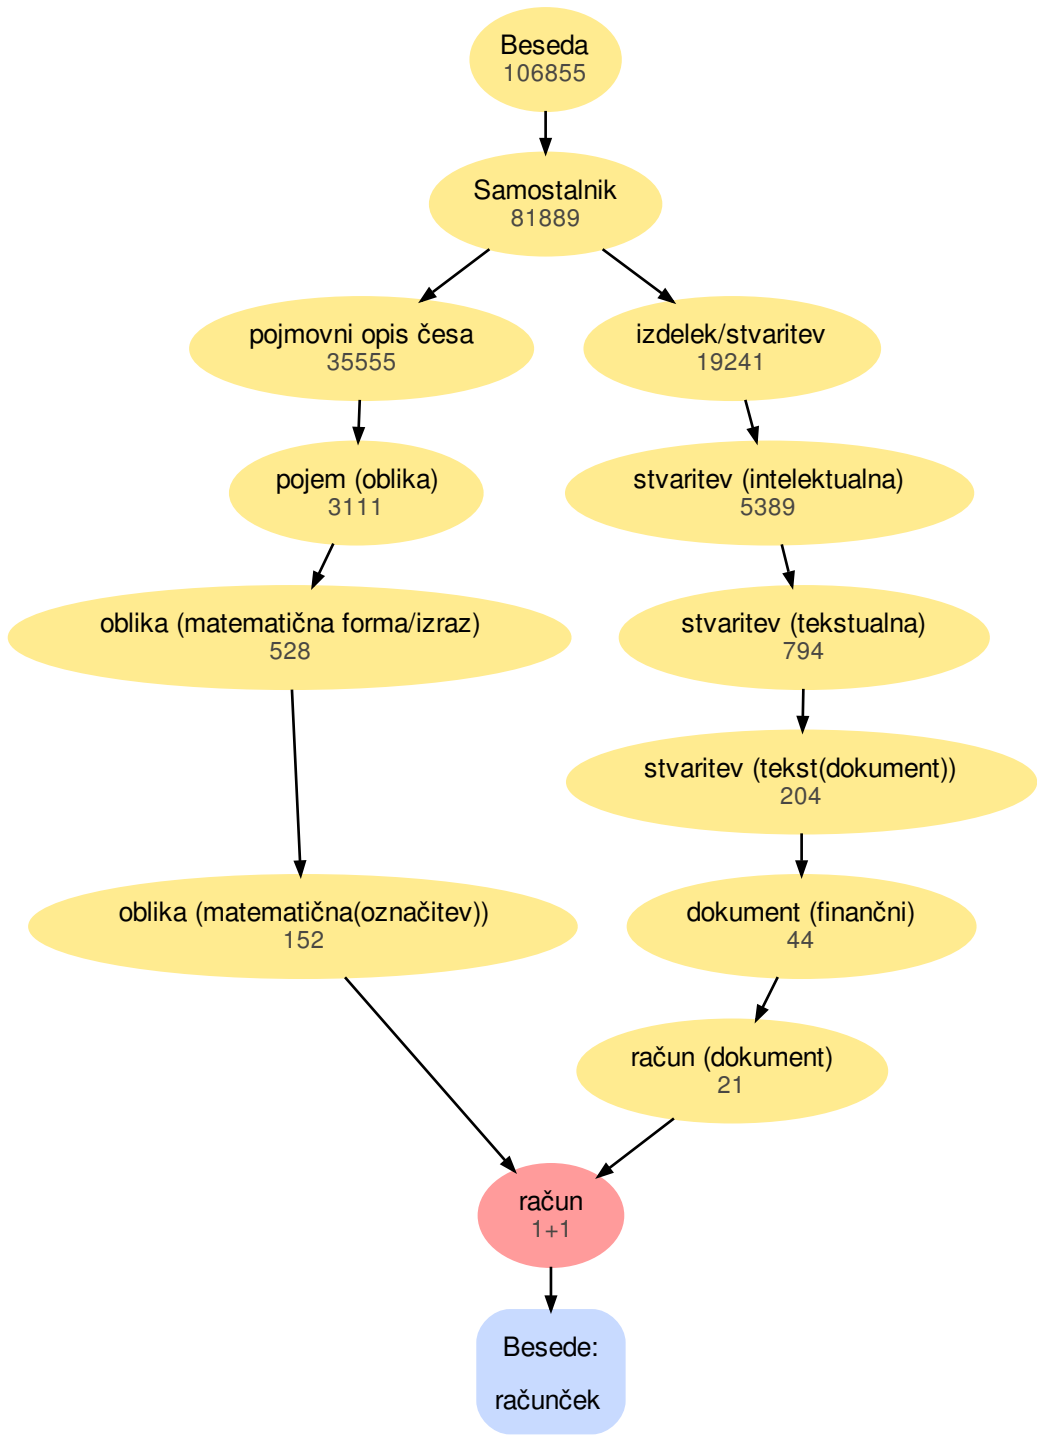 Beseda
106855
Samostalnik
81889
pojmovni opis česa
35555
izdelek/stvaritev
19241
pojem (oblika)
3111
stvaritev (intelektualna)
5389
oblika (matematična forma/izraz)
528
stvaritev (tekstualna)
794
stvaritev (tekst(dokument))
204
oblika (matematična(označitev))
152
dokument (finančni)
44
račun (dokument)
21
račun
1+1
Besede:
računček